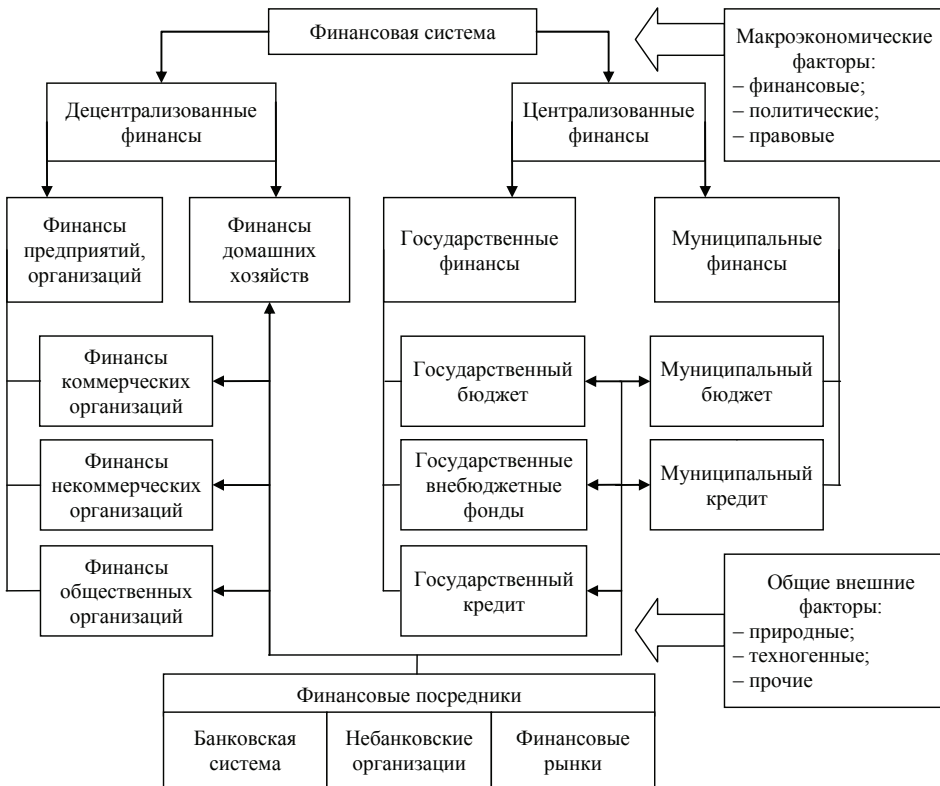 Финансовая система
Макроэкономические
факторы:
– финансовые;
– политические;
– правовые
Децентрализованные
финансы
Централизованные
финансы
Финансы
предприятий,
организаций
Финансы
домашних
хозяйств
Государственные
финансы
Муниципальные
финансы
Финансы
коммерческих
организаций
Государственный
бюджет
Муниципальный
бюджет
Финансы
некоммерческих
организаций
Государственные
внебюджетные
фонды
Муниципальный
кредит
Финансы
общественных
организаций
Государственный
кредит
Общие внешние
факторы:
– природные;
– техногенные;
– прочие
Финансовые посредники
Банковская
система
Небанковские
организации
Финансовые
рынки